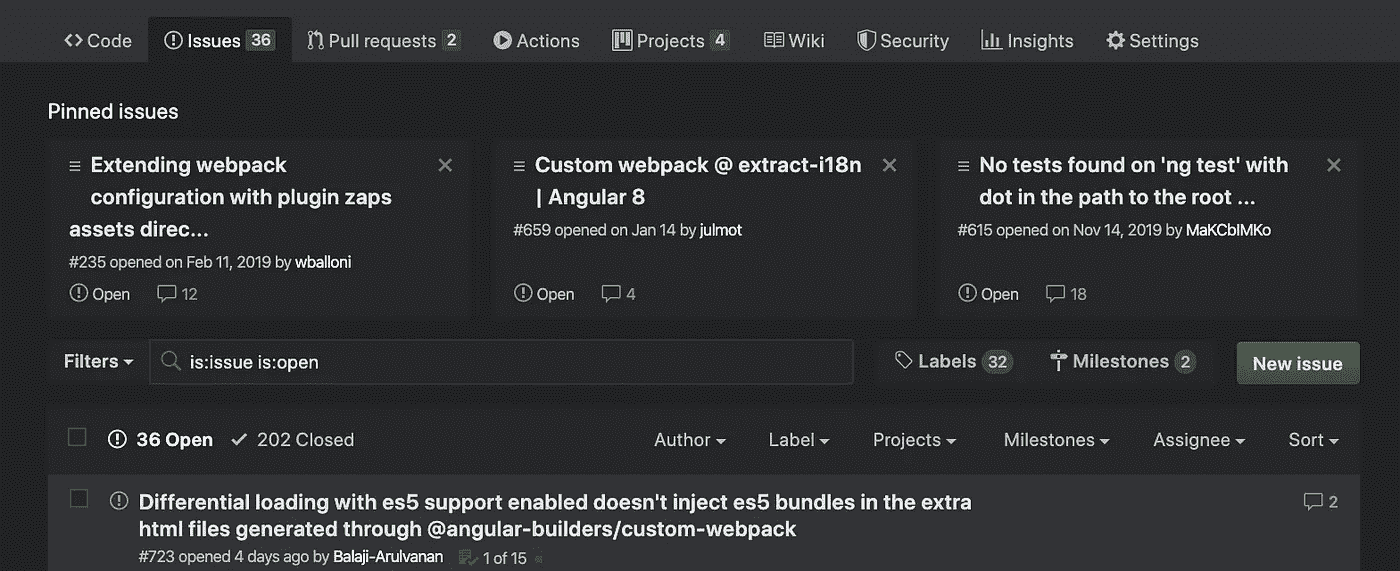 Code Issues 36 Pull requests 2 Actions Projects 4 Wiki Security Insights Settings
Pinned issues
Extending webpack
configuration with plugin zaps
assets direc...
#235 opened on Feb 11, 2019 by wballoni
Open 12
Custom webpack @ extract-i18n
| Angular 8
#659 opened on Jan 14 by julmot
Open 4
No tests found on 'ng test' with
dot in the path to the root ...
#615 opened on Nov 14, 2019 by MaKCbIMKo
Open 18
Filters is:issue is:open Labels 32 Milestones 2 New issue
36 Open 202 Closed Author Label Projects Milestones Assignee Sort
Differential loading with es5 support enabled doesn't inject es5 bundles in the extra 2
html files generated through @angular-builders/custom-webpack
#723 opened 4 days ago by Balaji-Arulvanan 1 of 15